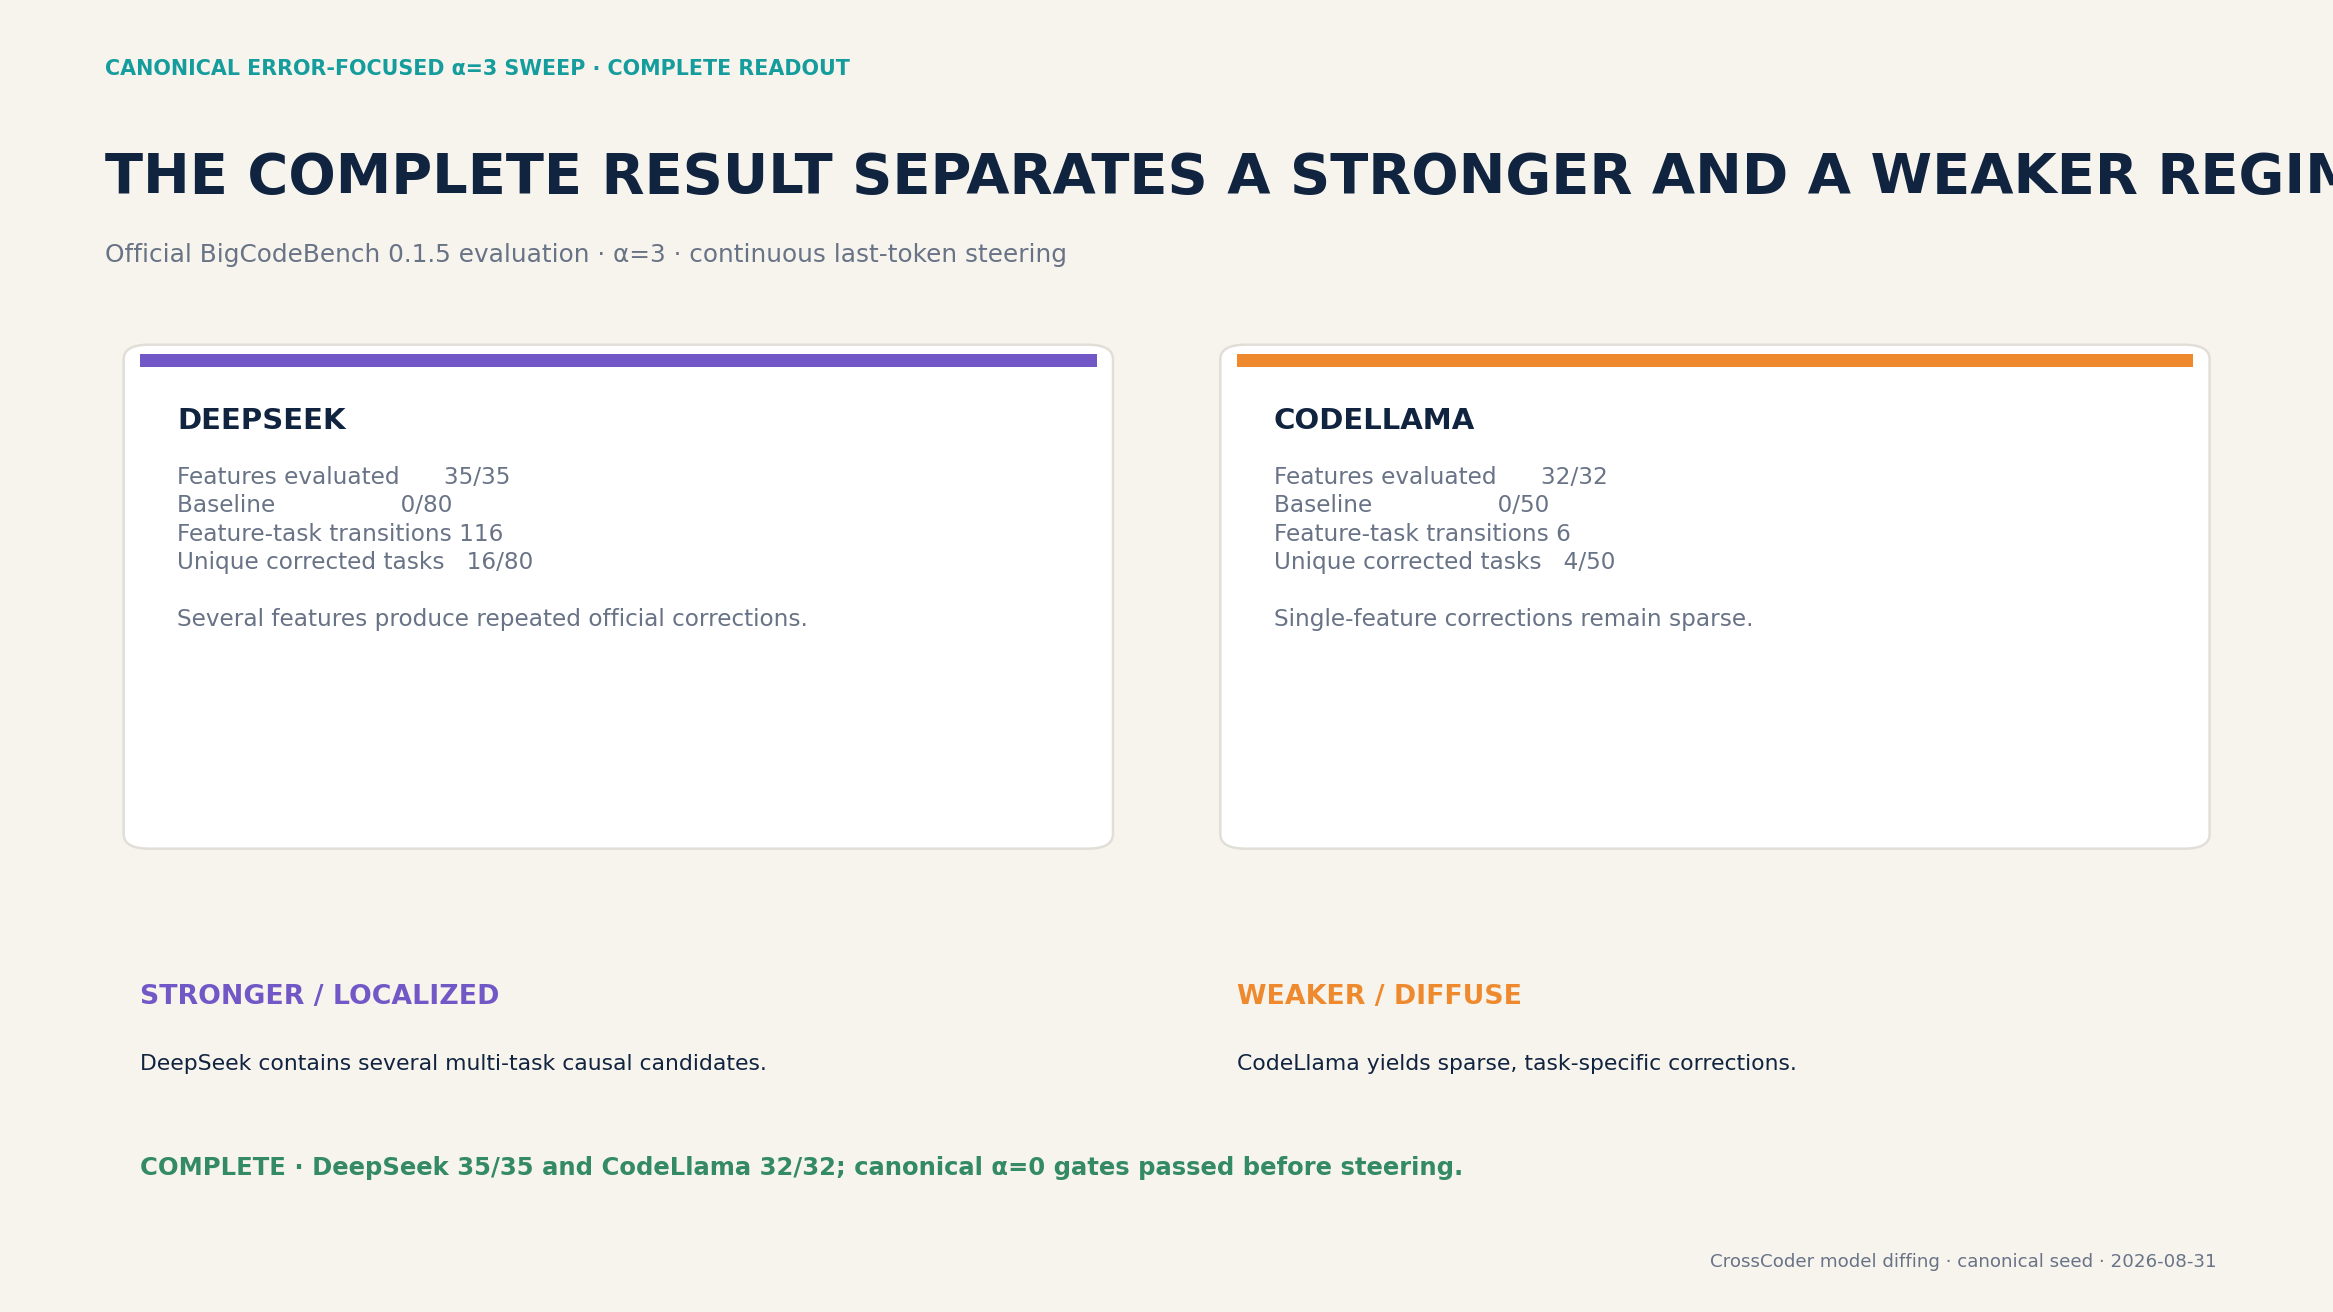 CANONICAL ERROR-FOCUSED α=3 SWEEP · COMPLETE READOUT
THE COMPLETE RESULT SEPARATES A STRONGER AND A WEAKER REGIM
Official BigCodeBench 0.1.5 evaluation · α=3 · continuous last-token steering
DEEPSEEK
Features evaluated 35/35
Baseline 0/80
Feature-task transitions 116
Unique corrected tasks 16/80
Several features produce repeated official corrections.
CODELLAMA
Features evaluated 32/32
Baseline 0/50
Feature-task transitions 6
Unique corrected tasks 4/50
Single-feature corrections remain sparse.
STRONGER / LOCALIZED
DeepSeek contains several multi-task causal candidates.
WEAKER / DIFFUSE
CodeLlama yields sparse, task-specific corrections.
COMPLETE · DeepSeek 35/35 and CodeLlama 32/32; canonical α=0 gates passed before steering.
CrossCoder model diffing · canonical seed · 2026-08-31